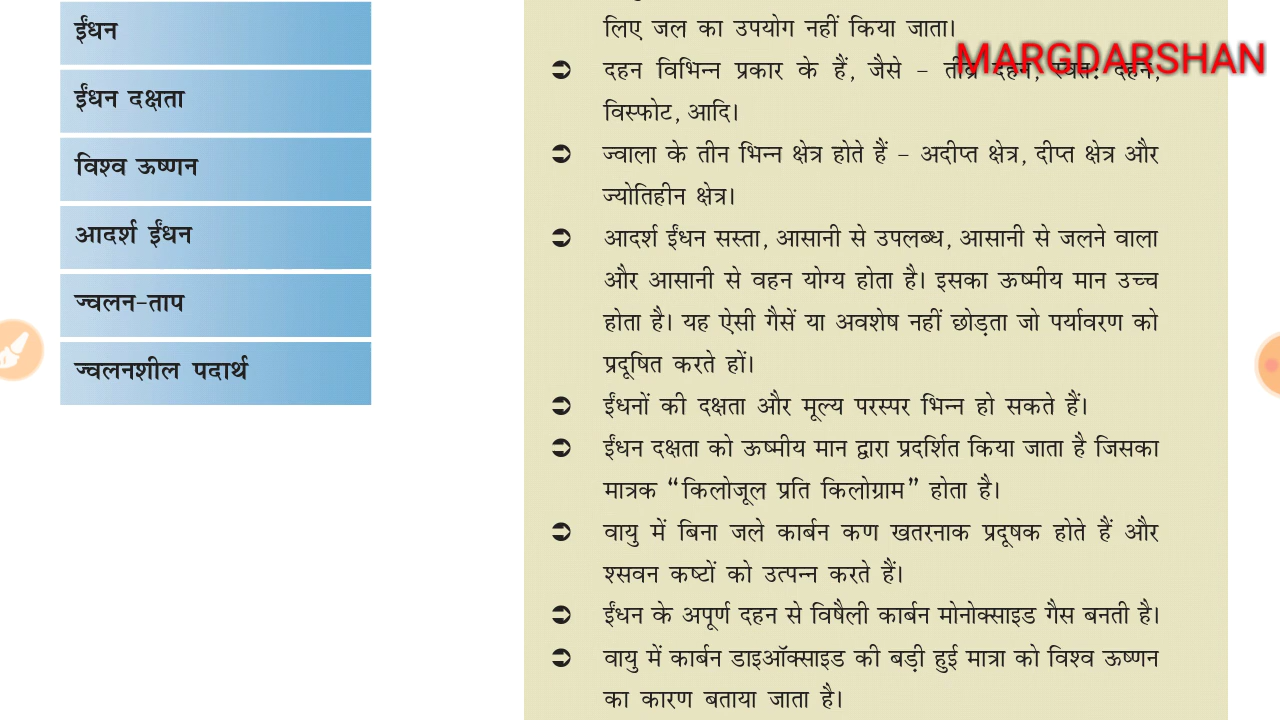 ईंधन
ईंधन दक्षता
विश्व ऊष्णन
आदर्श ईंधन
ज्वलन-ताप
ज्वलनशील पदार्थ
लिए जल का उपयोग नहीं किया जाता।
MARGDARSHAN
दहन विभिन्न प्रकार के हैं, जैसे – तीव्र दहन, स्वतः दहन,
विस्फोट, आदि।
ज्वाला के तीन भिन्न क्षेत्र होते हैं – अदीप्त क्षेत्र, दीप्त क्षेत्र और
ज्योतिहीन क्षेत्र।
आदर्श ईंधन सस्ता, आसानी से उपलब्ध, आसानी से जलने वाला
और आसानी से वहन योग्य होता है। इसका ऊष्मीय मान उच्च
होता है। यह ऐसी गैसें या अवशेष नहीं छोड़ता जो पर्यावरण को
प्रदूषित करते हों।
ईंधनों की दक्षता और मूल्य परस्पर भिन्न हो सकते हैं।
ईंधन दक्षता को ऊष्मीय मान द्वारा प्रदर्शित किया जाता है जिसका
मात्रक “किलोजूल प्रति किलोग्राम” होता है।
वायु में बिना जले कार्बन कण खतरनाक प्रदूषक होते हैं और
श्सवन कष्टों को उत्पन्न करते हैं।
ईंधन के अपूर्ण दहन से विषैली कार्बन मोनोक्साइड गैस बनती है।
वायु में कार्बन डाइऑक्साइड की बड़ी हुई मात्रा को विश्व ऊष्णन
का कारण बताया जाता है।